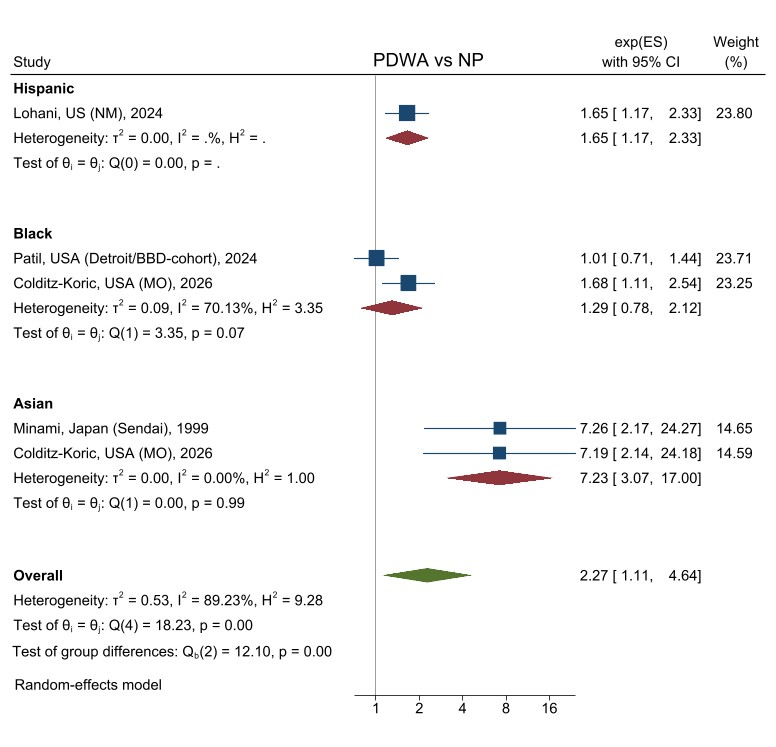 exp(ES) Weight
Study PDWA vs NP with 95% CI (%)
Hispanic
Lohani, US (NM), 2024 1.65 [ 1.17, 2.33] 23.80
Heterogeneity: τ² = 0.00, I² = .%, H² = . 1.65 [ 1.17, 2.33]
Test of θᵢ = θⱼ: Q(0) = 0.00, p = .
Black
Patil, USA (Detroit/BBD-cohort), 2024 1.01 [ 0.71, 1.44] 23.71
Colditz-Koric, USA (MO), 2026 1.68 [ 1.11, 2.54] 23.25
Heterogeneity: τ² = 0.09, I² = 70.13%, H² = 3.35 1.29 [ 0.78, 2.12]
Test of θᵢ = θⱼ: Q(1) = 3.35, p = 0.07
Asian
Minami, Japan (Sendai), 1999 7.26 [ 2.17, 24.27] 14.65
Colditz-Koric, USA (MO), 2026 7.19 [ 2.14, 24.18] 14.59
Heterogeneity: τ² = 0.00, I² = 0.00%, H² = 1.00 7.23 [ 3.07, 17.00]
Test of θᵢ = θⱼ: Q(1) = 0.00, p = 0.99
Overall 2.27 [ 1.11, 4.64]
Heterogeneity: τ² = 0.53, I² = 89.23%, H² = 9.28
Test of θᵢ = θⱼ: Q(4) = 18.23, p = 0.00
Test of group differences: Q_b(2) = 12.10, p = 0.00
Random-effects model
1 2 4 8 16